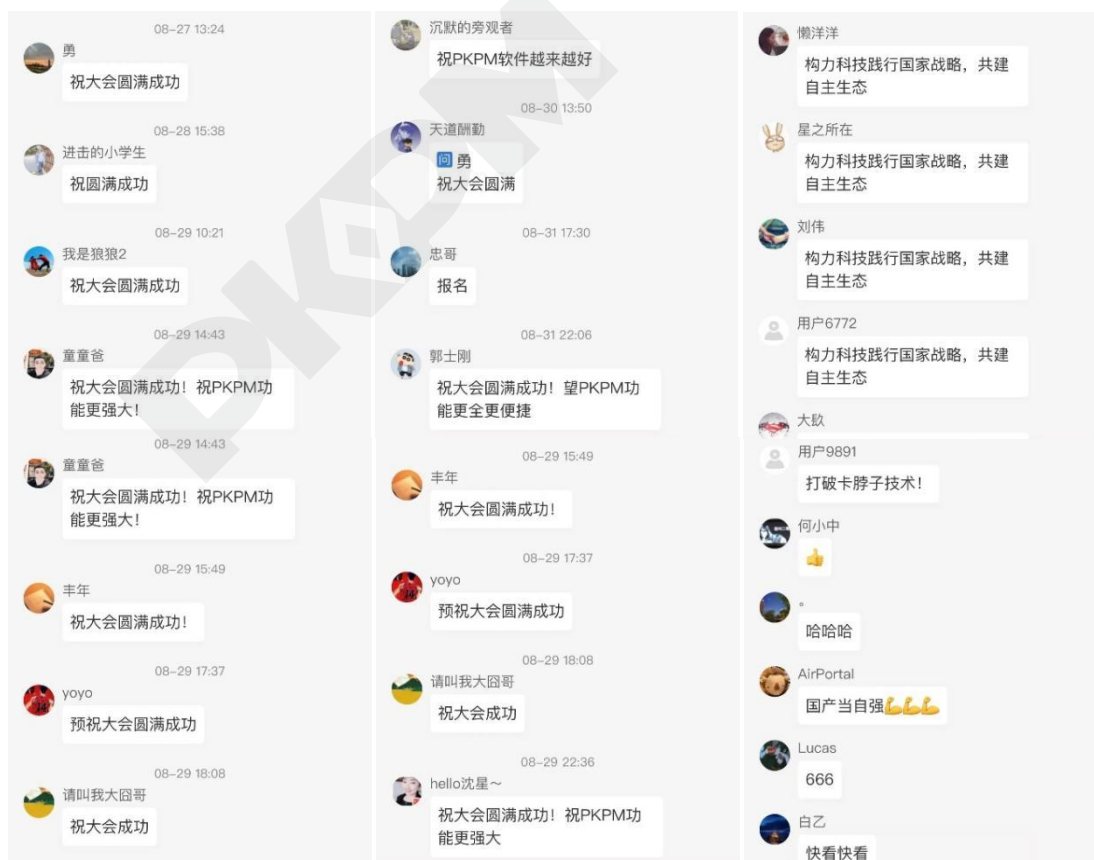 08-27 13:24
勇
祝大会圆满成功
08-28 15:38
进击的小学生
祝圆满成功
08-29 10:21
我是狼狼2
祝大会圆满成功
08-29 14:43
童童爸
祝大会圆满成功！祝PKPM功
能更强大！
08-29 14:43
童童爸
祝大会圆满成功！祝PKPM功
能更强大！
08-29 15:49
丰年
祝大会圆满成功！
08-29 17:37
yoyo
预祝大会圆满成功
08-29 18:08
请叫我大囧哥
祝大会成功
沉默的旁观者
祝PKPM软件越来越好
08-30 13:50
天道酬勤
问 勇
祝大会圆满
08-31 17:30
忠哥
报名
08-31 22:06
郭士刚
祝大会圆满成功！望PKPM功
能更全更便捷
08-29 15:49
丰年
祝大会圆满成功！
08-29 17:37
yoyo
预祝大会圆满成功
08-29 18:08
请叫我大囧哥
祝大会成功
08-29 22:36
hello沈星～
祝大会圆满成功！祝PKPM功
能更强大
懒洋洋
构力科技践行国家战略，共建
自主生态
星之所在
构力科技践行国家战略，共建
自主生态
刘伟
构力科技践行国家战略，共建
自主生态
用户6772
构力科技践行国家战略，共建
自主生态
大镹
用户9891
打破卡脖子技术！
何小中
👍
。
哈哈哈
AirPortal
国产当自强💪💪💪
Lucas
666
白乙
快看快看
PKPM